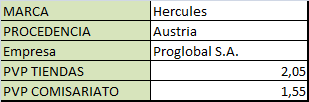 MARCA Hercules
PROCEDENCIA Austria
Empresa Proglobal S.A.
PVP TIENDAS 2,05
PVP COMISARIATO 1,55